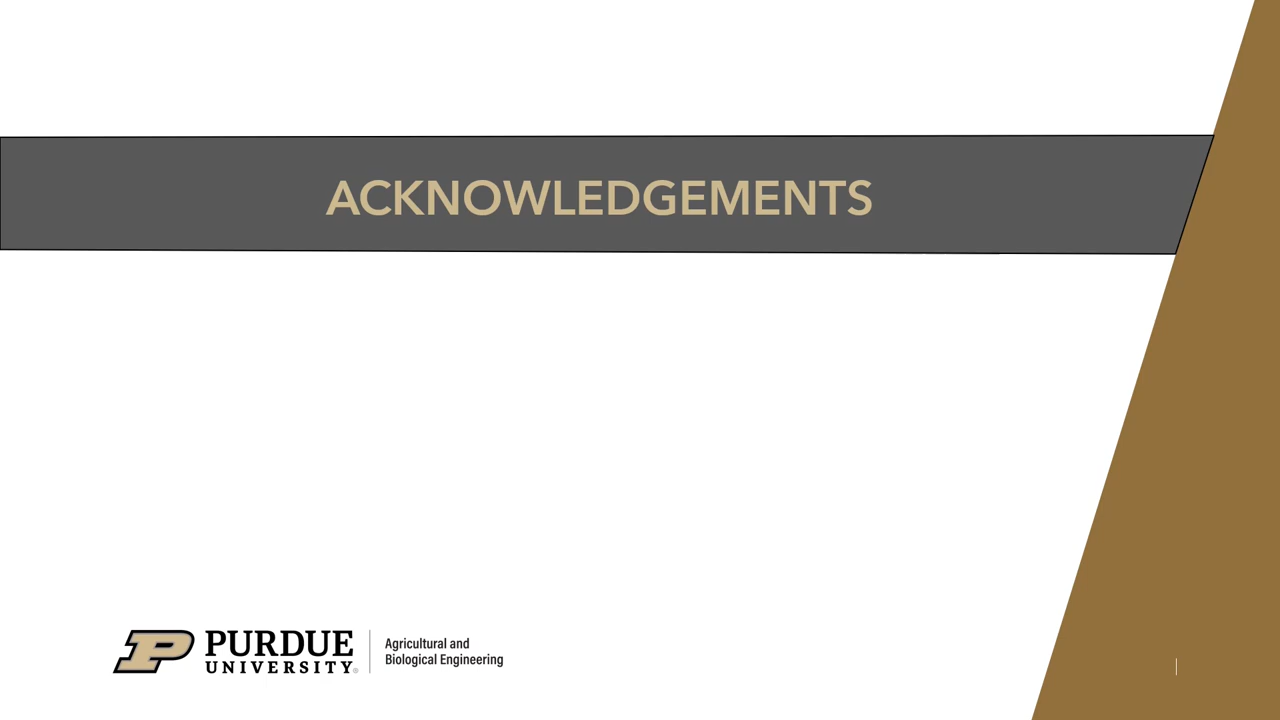 ACKNOWLEDGEMENTS
PURDUE
UNIVERSITY®
Agricultural and
Biological Engineering